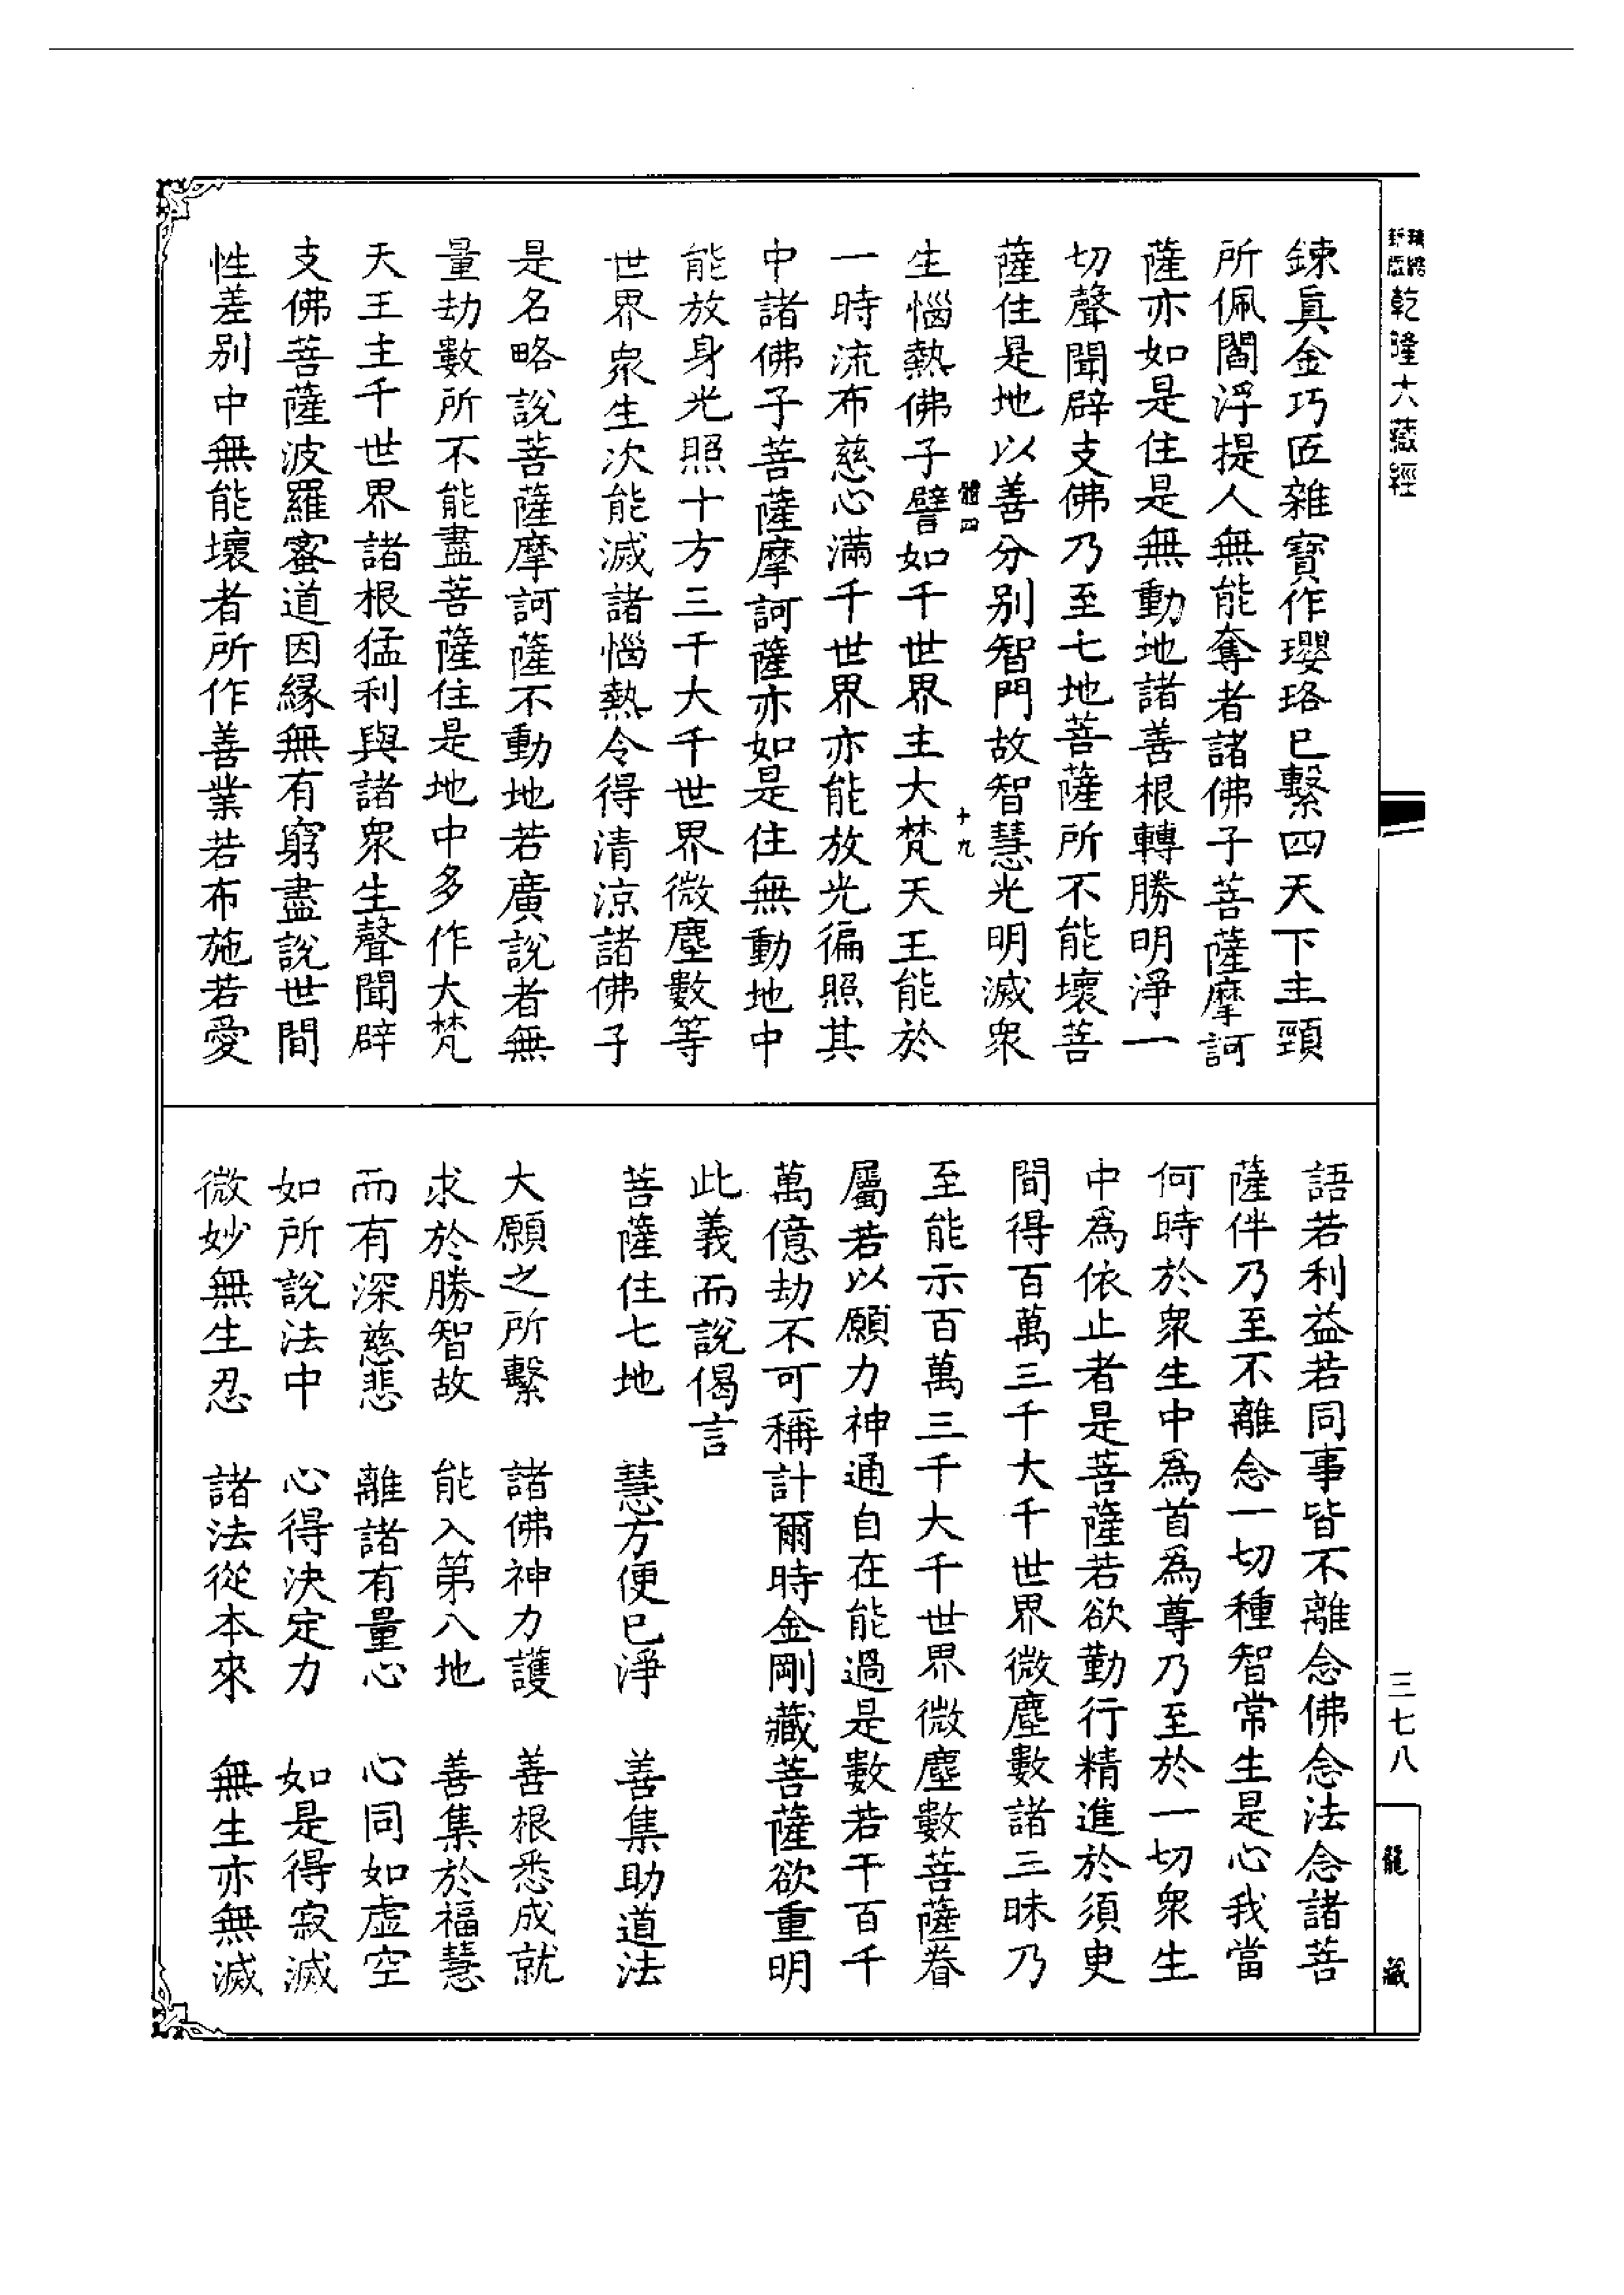 乾隆大藏經
錬眞金巧匠雜寶作瓔珞已繫四天下主頸
所佩閻浮提人無能奪者諸佛子菩薩摩訶
薩亦如是住是無動地諸善根轉勝明淨一
切聲聞辟支佛乃至七地菩薩所不能壞菩
薩住是地以善分别智門故智慧光明滅衆
體四 十九
生惱熱佛子譬如千世界主大梵天王能於
一時流布慈心滿千世界亦能放光徧照其
中諸佛子菩薩摩訶薩亦如是住無動地中
能放身光照十方三千大千世界微塵數等
世界衆生次能滅諸惱熱令得清涼諸佛子
是名略說菩薩摩訶薩不動地若廣說者無
量劫數所不能盡菩薩住是地中多作大梵
天王主千世界諸根猛利與諸衆生聲聞辟
支佛菩薩波羅蜜道因緣無有窮盡說世間
性差别中無能壞者所作善業若布施若愛
語若利益若同事皆不離念佛念法念諸菩
薩伴乃至不離念一切種智常生是心我當
何時於衆生中爲首爲尊乃至於一切衆生
中爲依止者是菩薩若欲勤行精進於須臾
間得百萬三千大千世界微塵數諸三昧乃
至能示百萬三千大千世界微塵數菩薩眷
屬若以願力神通自在能過是數若干百千
萬億劫不可稱計爾時金剛藏菩薩欲重明
此義而說偈言
菩薩住七地 慧方便已淨 善集助道法
大願之所繫 諸佛神力護 善根悉成就
求於勝智故 能入第八地 善集於福慧
而有深慈悲 離諸有量心 心同如虛空
如所說法中 心得決定力 如是得寂滅
微妙無生忍 諸法從本來 無生亦無滅
三七八
龍藏